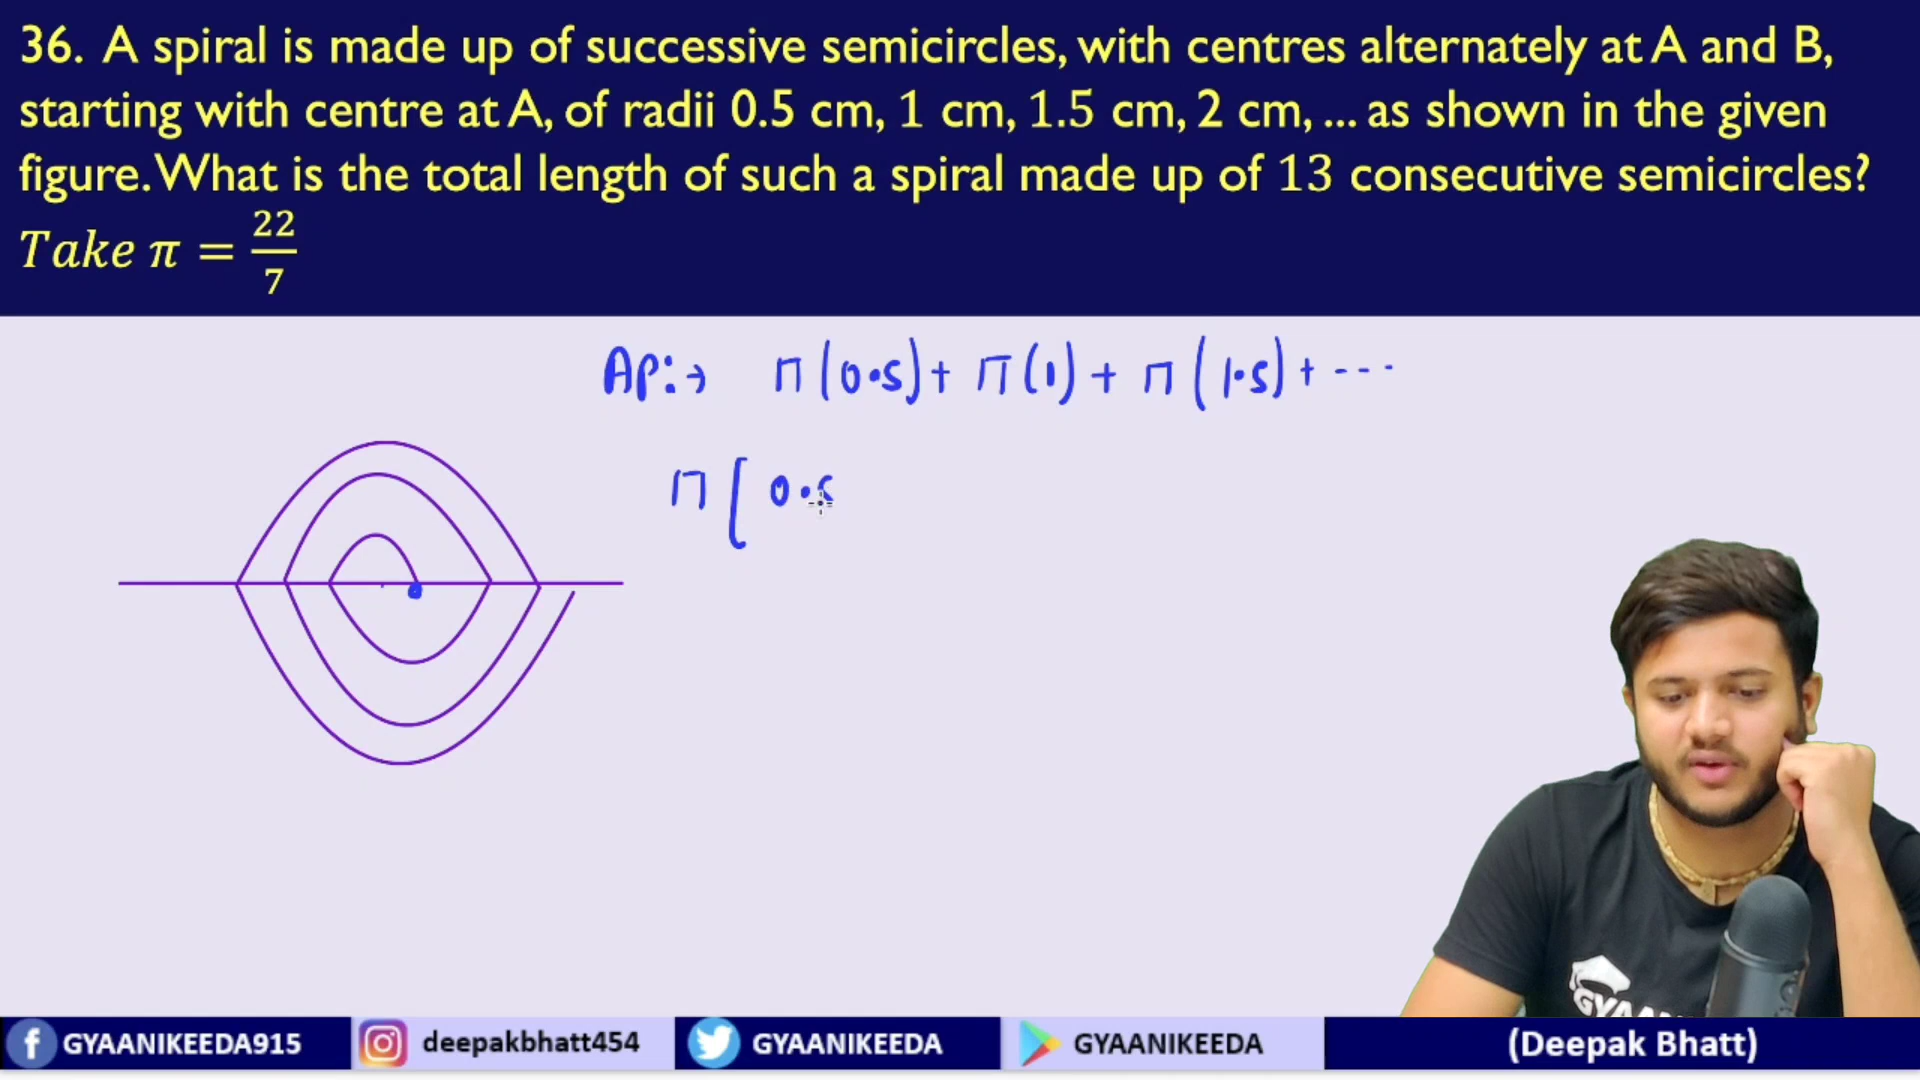 36. A spiral is made up of successive semicircles, with centres alternately at A and B,
starting with centre at A, of radii 0.5 cm, 1 cm, 1.5 cm, 2 cm, ... as shown in the given
figure. What is the total length of such a spiral made up of 13 consecutive semicircles?
Take π = 22/7
AP:→ π(0.5) + π(1) + π(1.5) + ---
π[0.5
GYAANIKEEDA915 deepakbhatt454 GYAANIKEEDA GYAANIKEEDA (Deepak Bhatt)